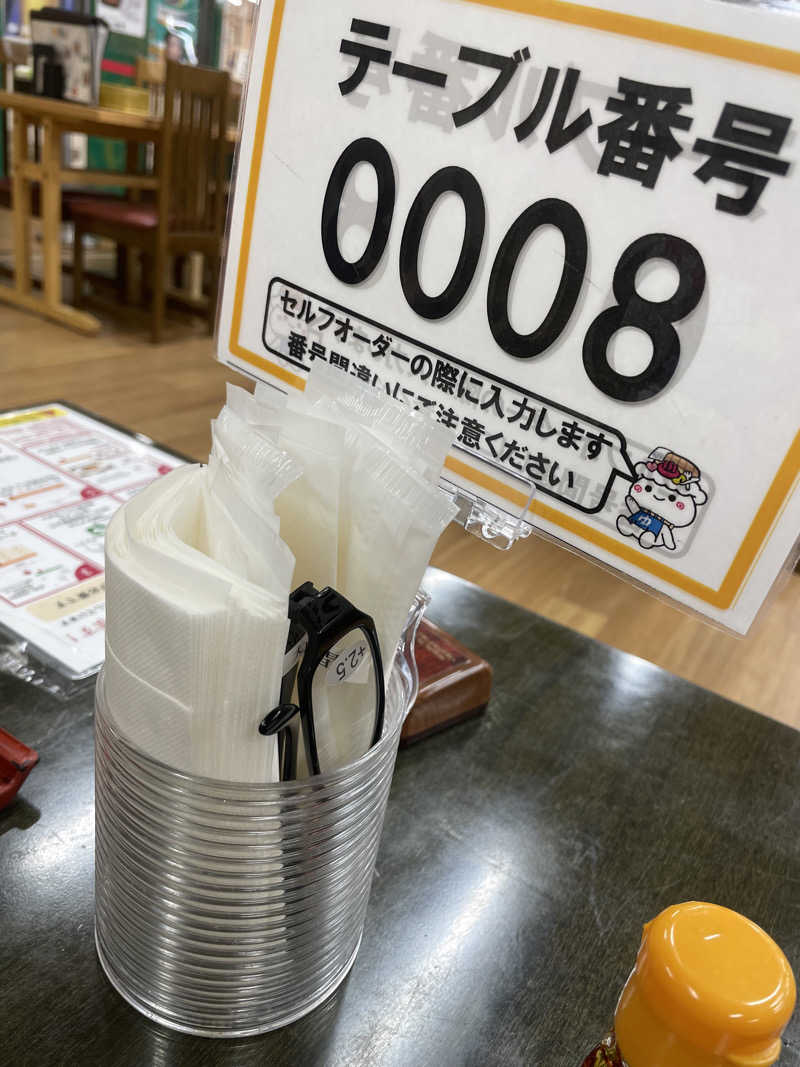 テーブル番号
0008
セルフオーダーの際に入力します
番号間違いにご注意ください
ゆ
+2.5